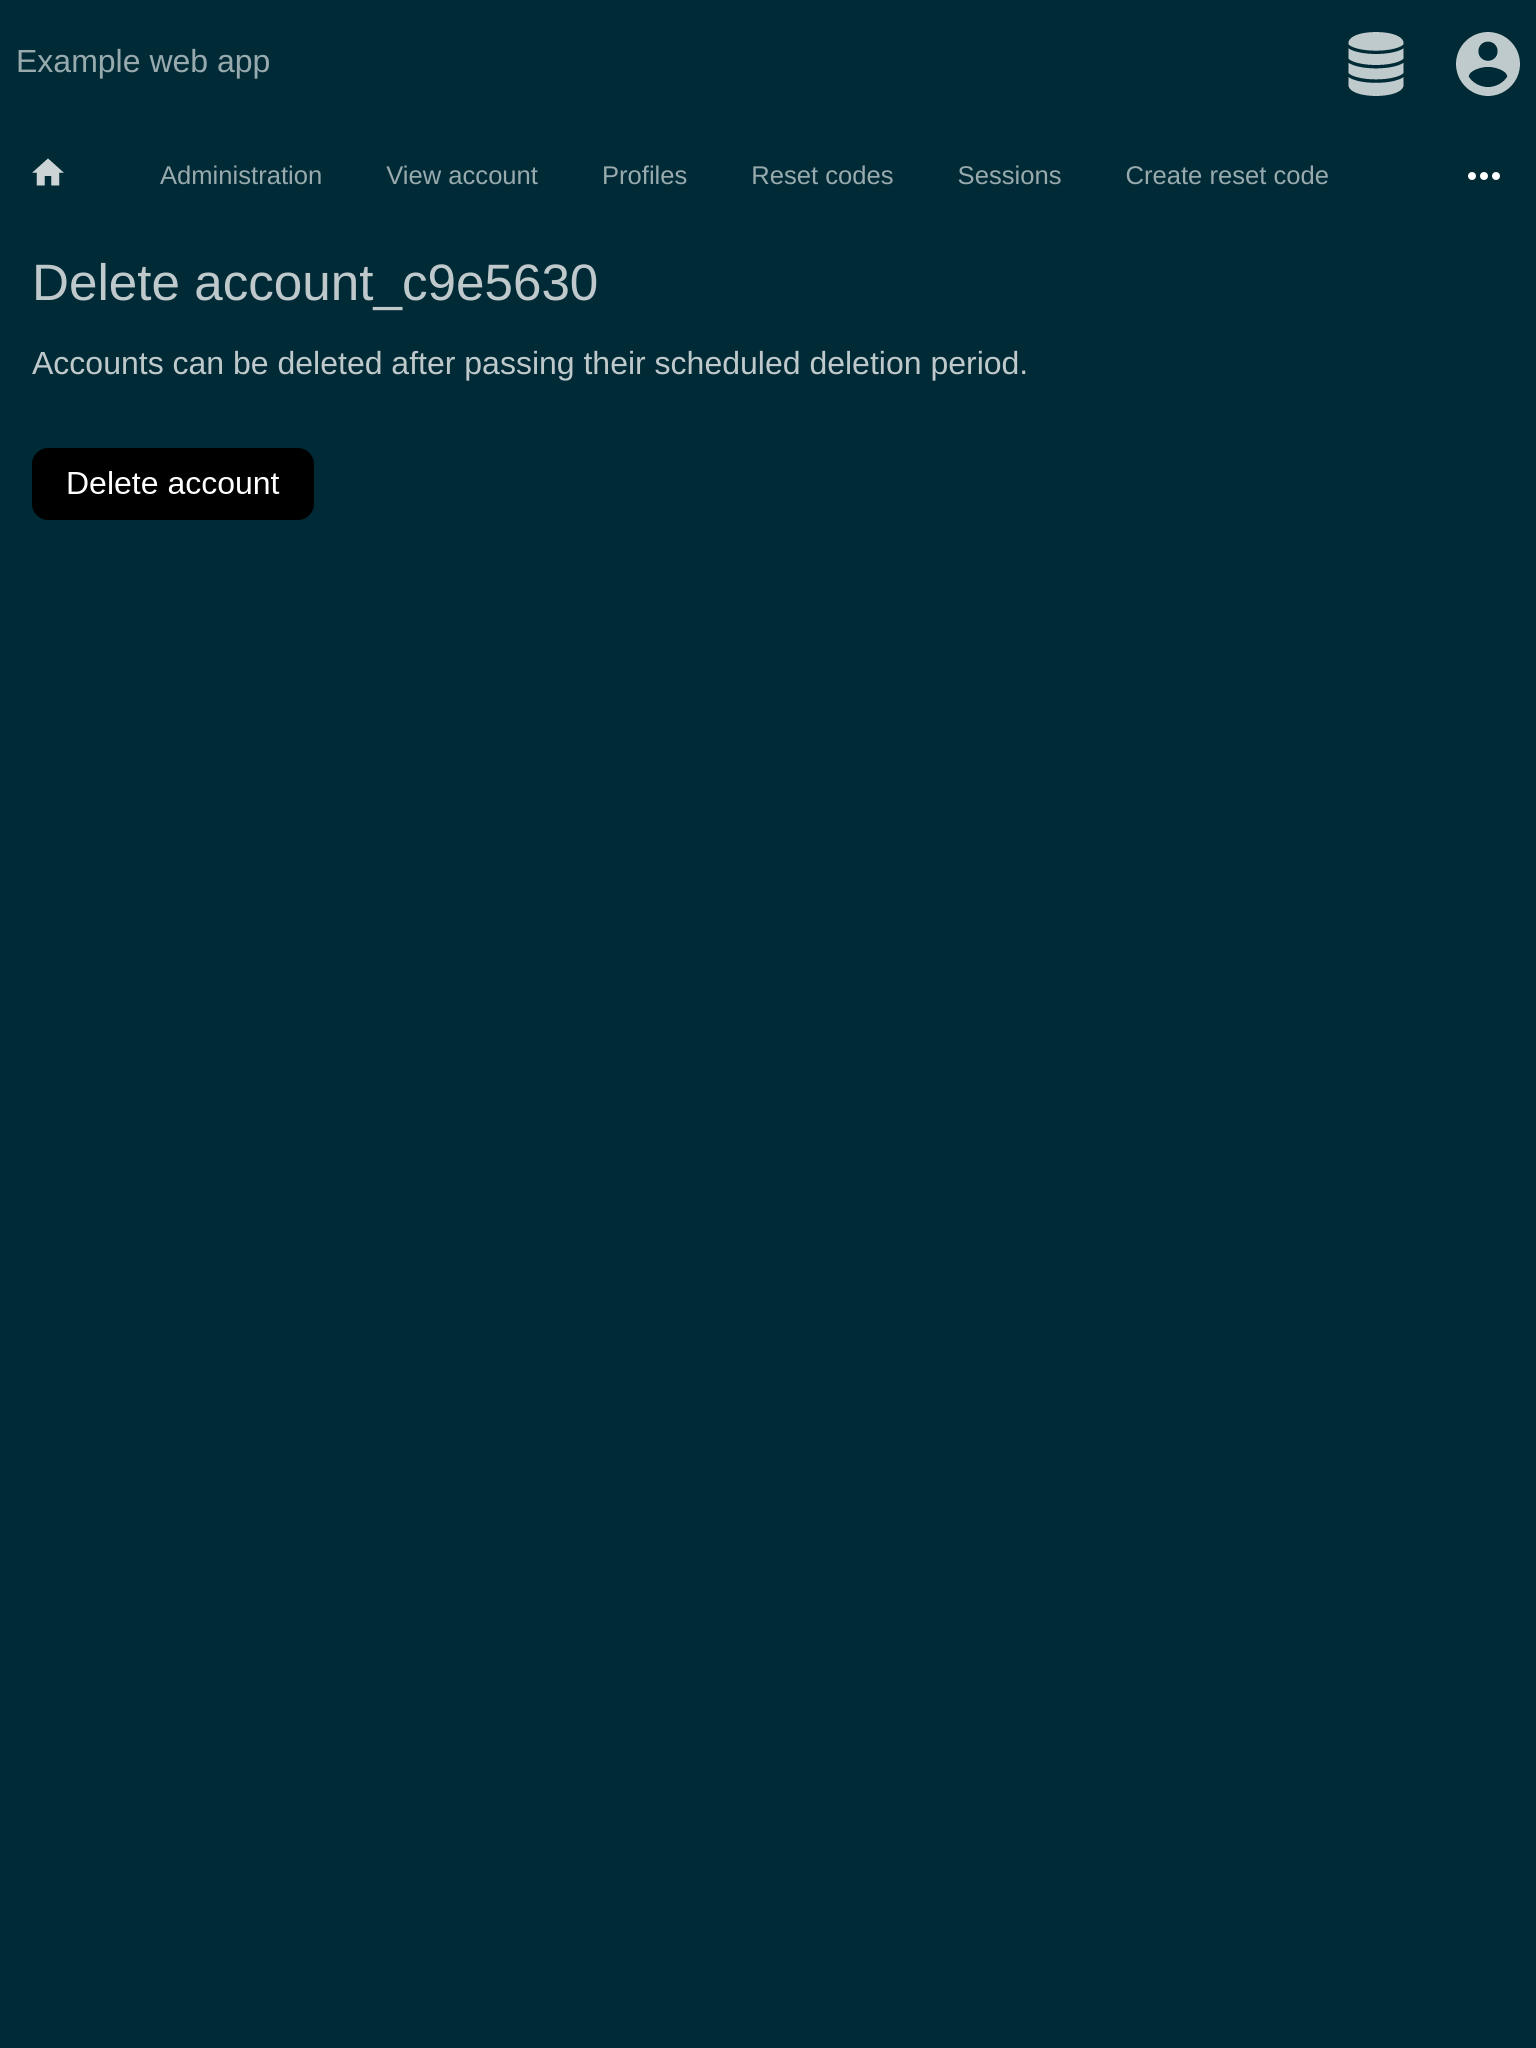 Example web app
Administration View account Profiles Reset codes Sessions Create reset code
Delete account_c9e5630
Accounts can be deleted after passing their scheduled deletion period.
Delete account